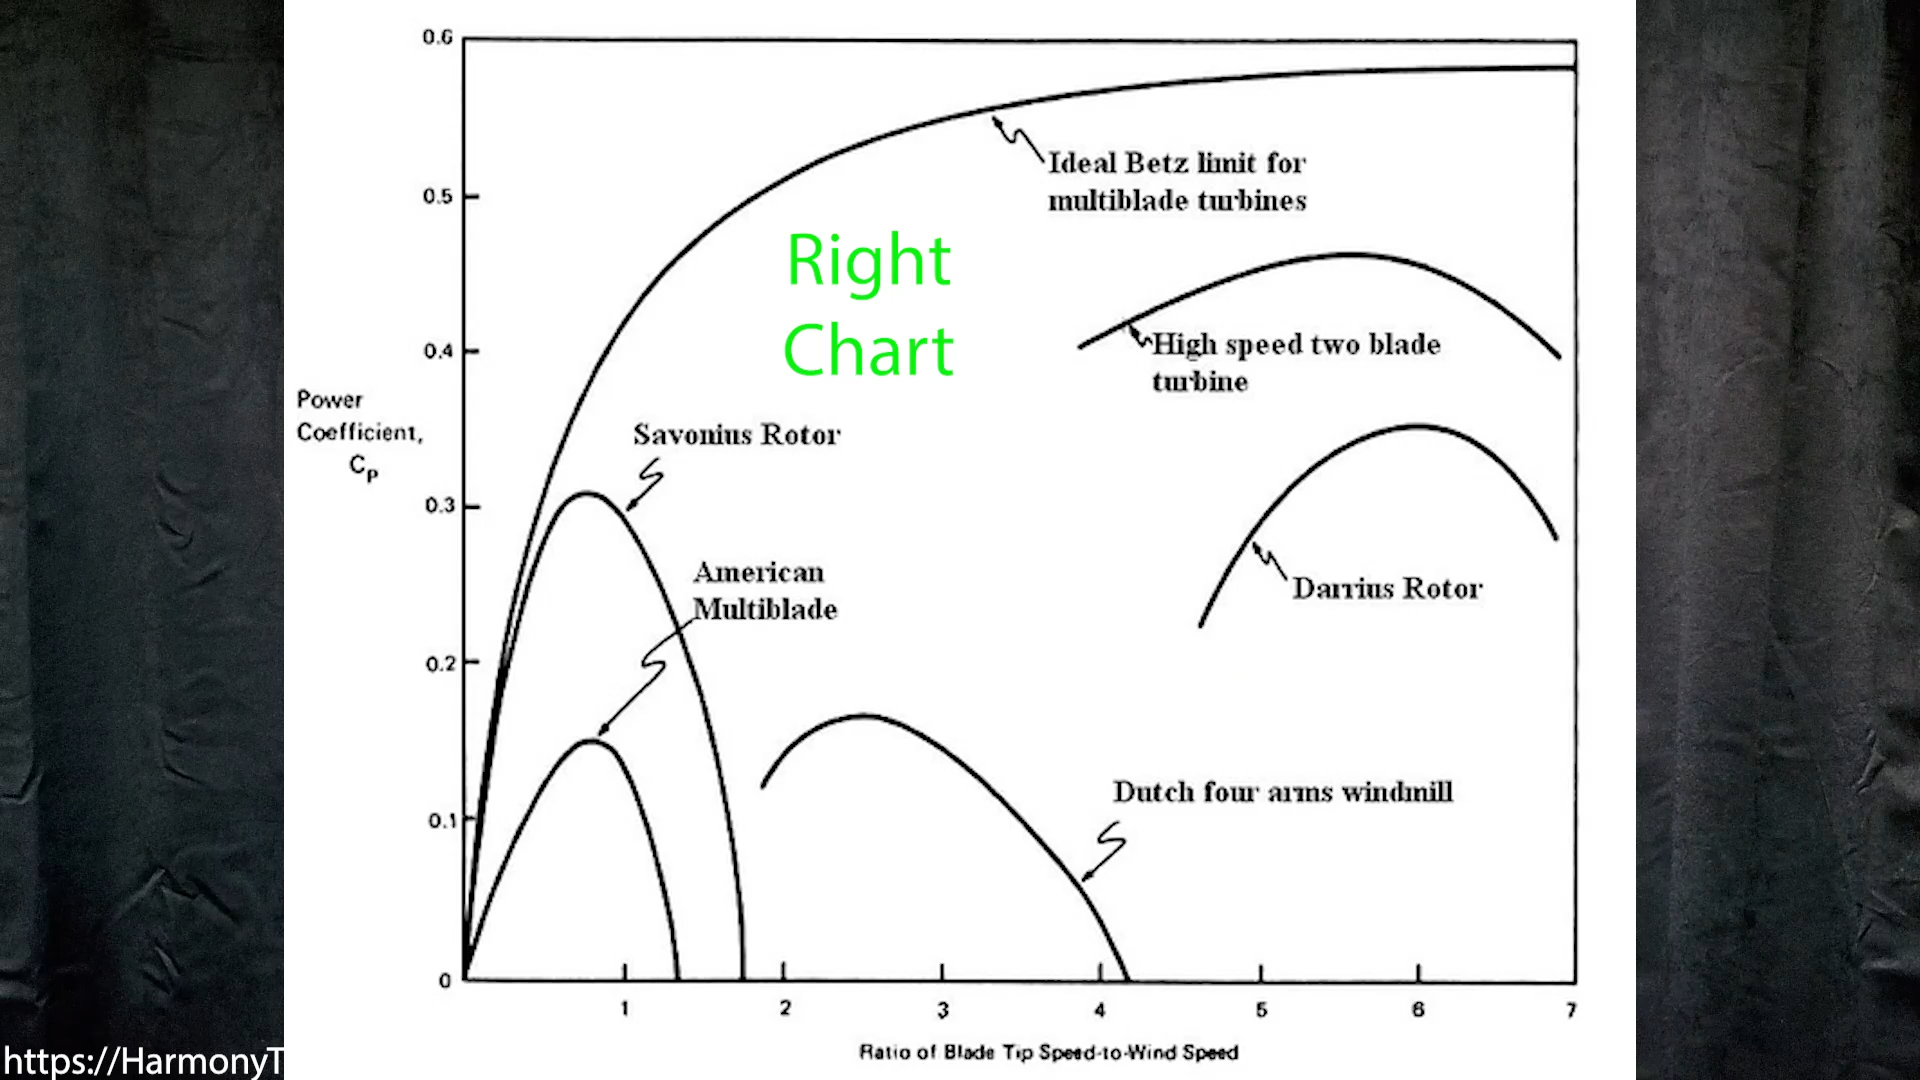 0.6
Ideal Betz limit for
multiblade turbines
0.5
Right
Chart
High speed two blade
turbine
0.4
Power
Coefficient,
Cp
Savonius Rotor
0.3
American
Multiblade
Darrius Rotor
0.2
Dutch four arms windmill
0.1
0
1 2 3 4 5 6 7
Ratio of Blade Tip Speed-to-Wind Speed
https://HarmonyT